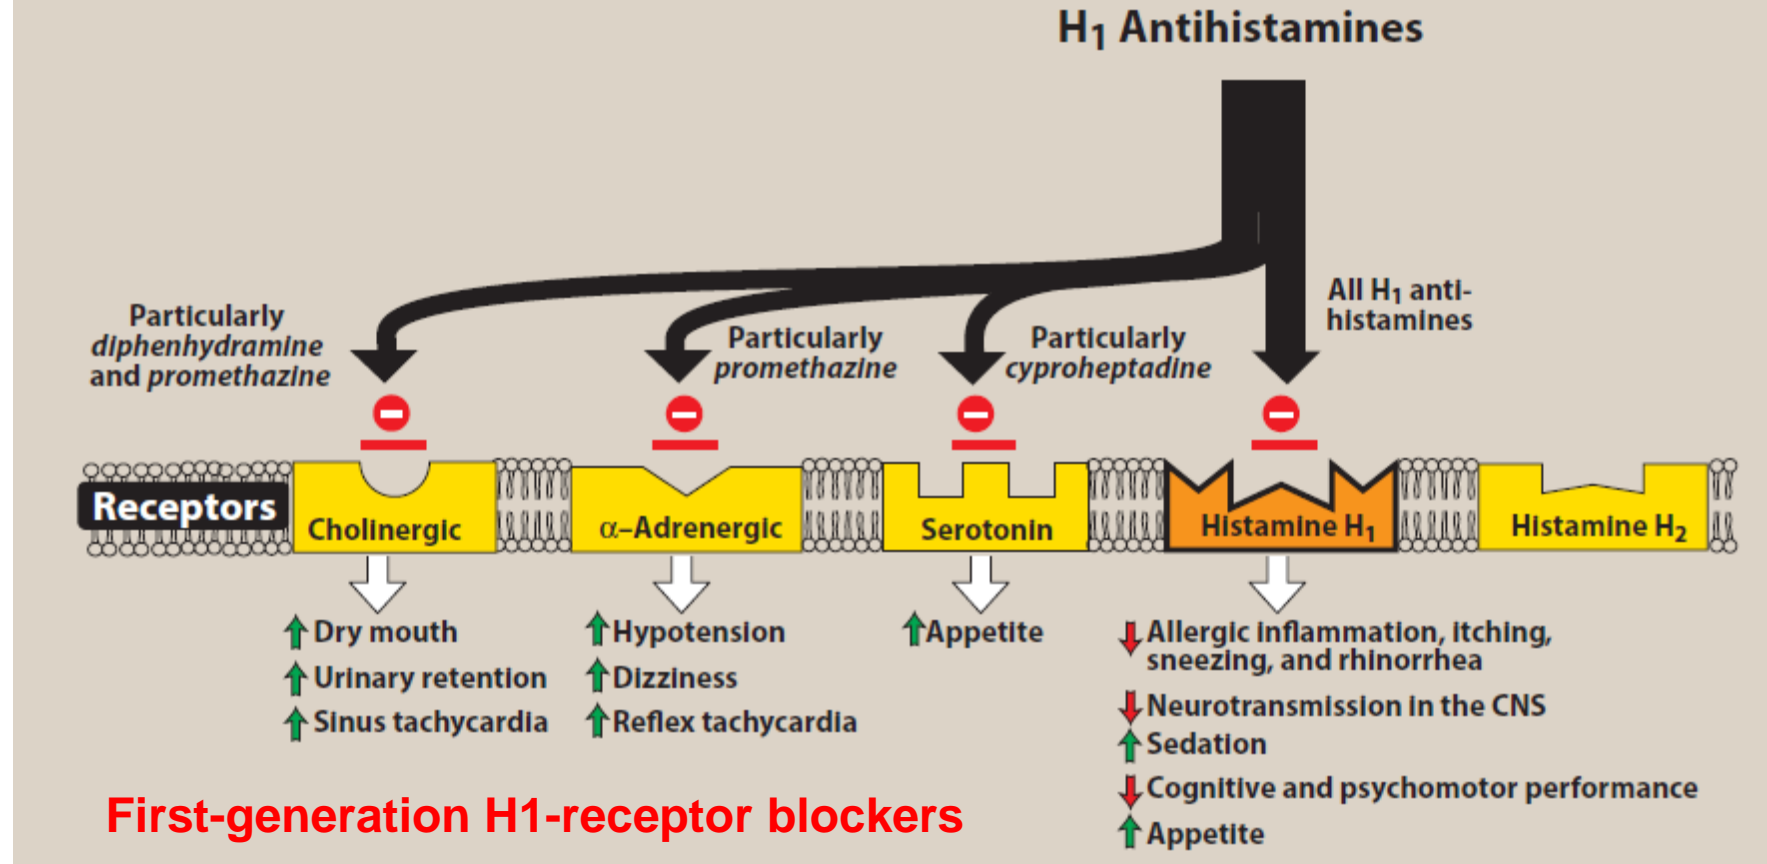 H₁ Antihistamines
All H₁ anti-
histamines
Particularly
diphenhydramine
and promethazine
Particularly
promethazine
Particularly
cyproheptadine
Receptors
Cholinergic
α–Adrenergic
Serotonin
Histamine H₁
Histamine H₂
Dry mouth
Urinary retention
Sinus tachycardia
Hypotension
Dizziness
Reflex tachycardia
Appetite
Allergic inflammation, itching,
sneezing, and rhinorrhea
Neurotransmission in the CNS
Sedation
Cognitive and psychomotor performance
Appetite
First-generation H1-receptor blockers